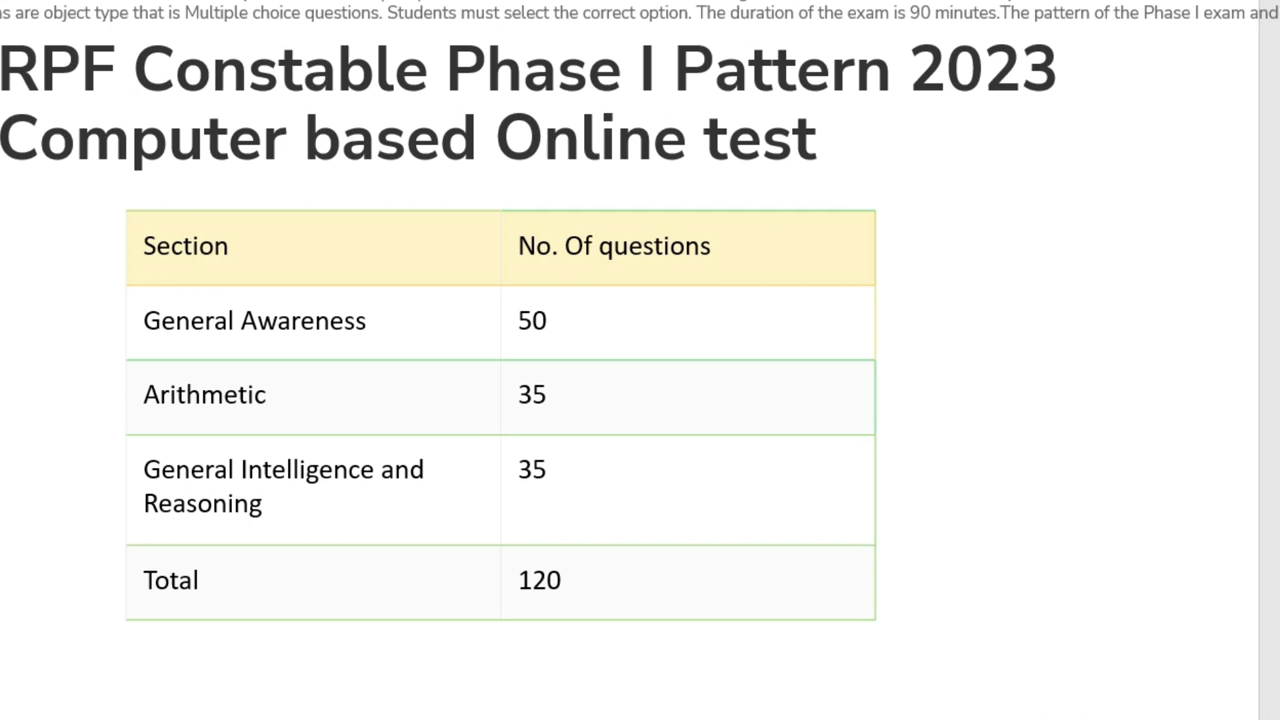 are object type that is Multiple choice questions. Students must select the correct option. The duration of the exam is 90 minutes.The pattern of the Phase I exam and
RPF Constable Phase I Pattern 2023
Computer based Online test
Section No. Of questions
General Awareness 50
Arithmetic 35
General Intelligence and 35
Reasoning
Total 120